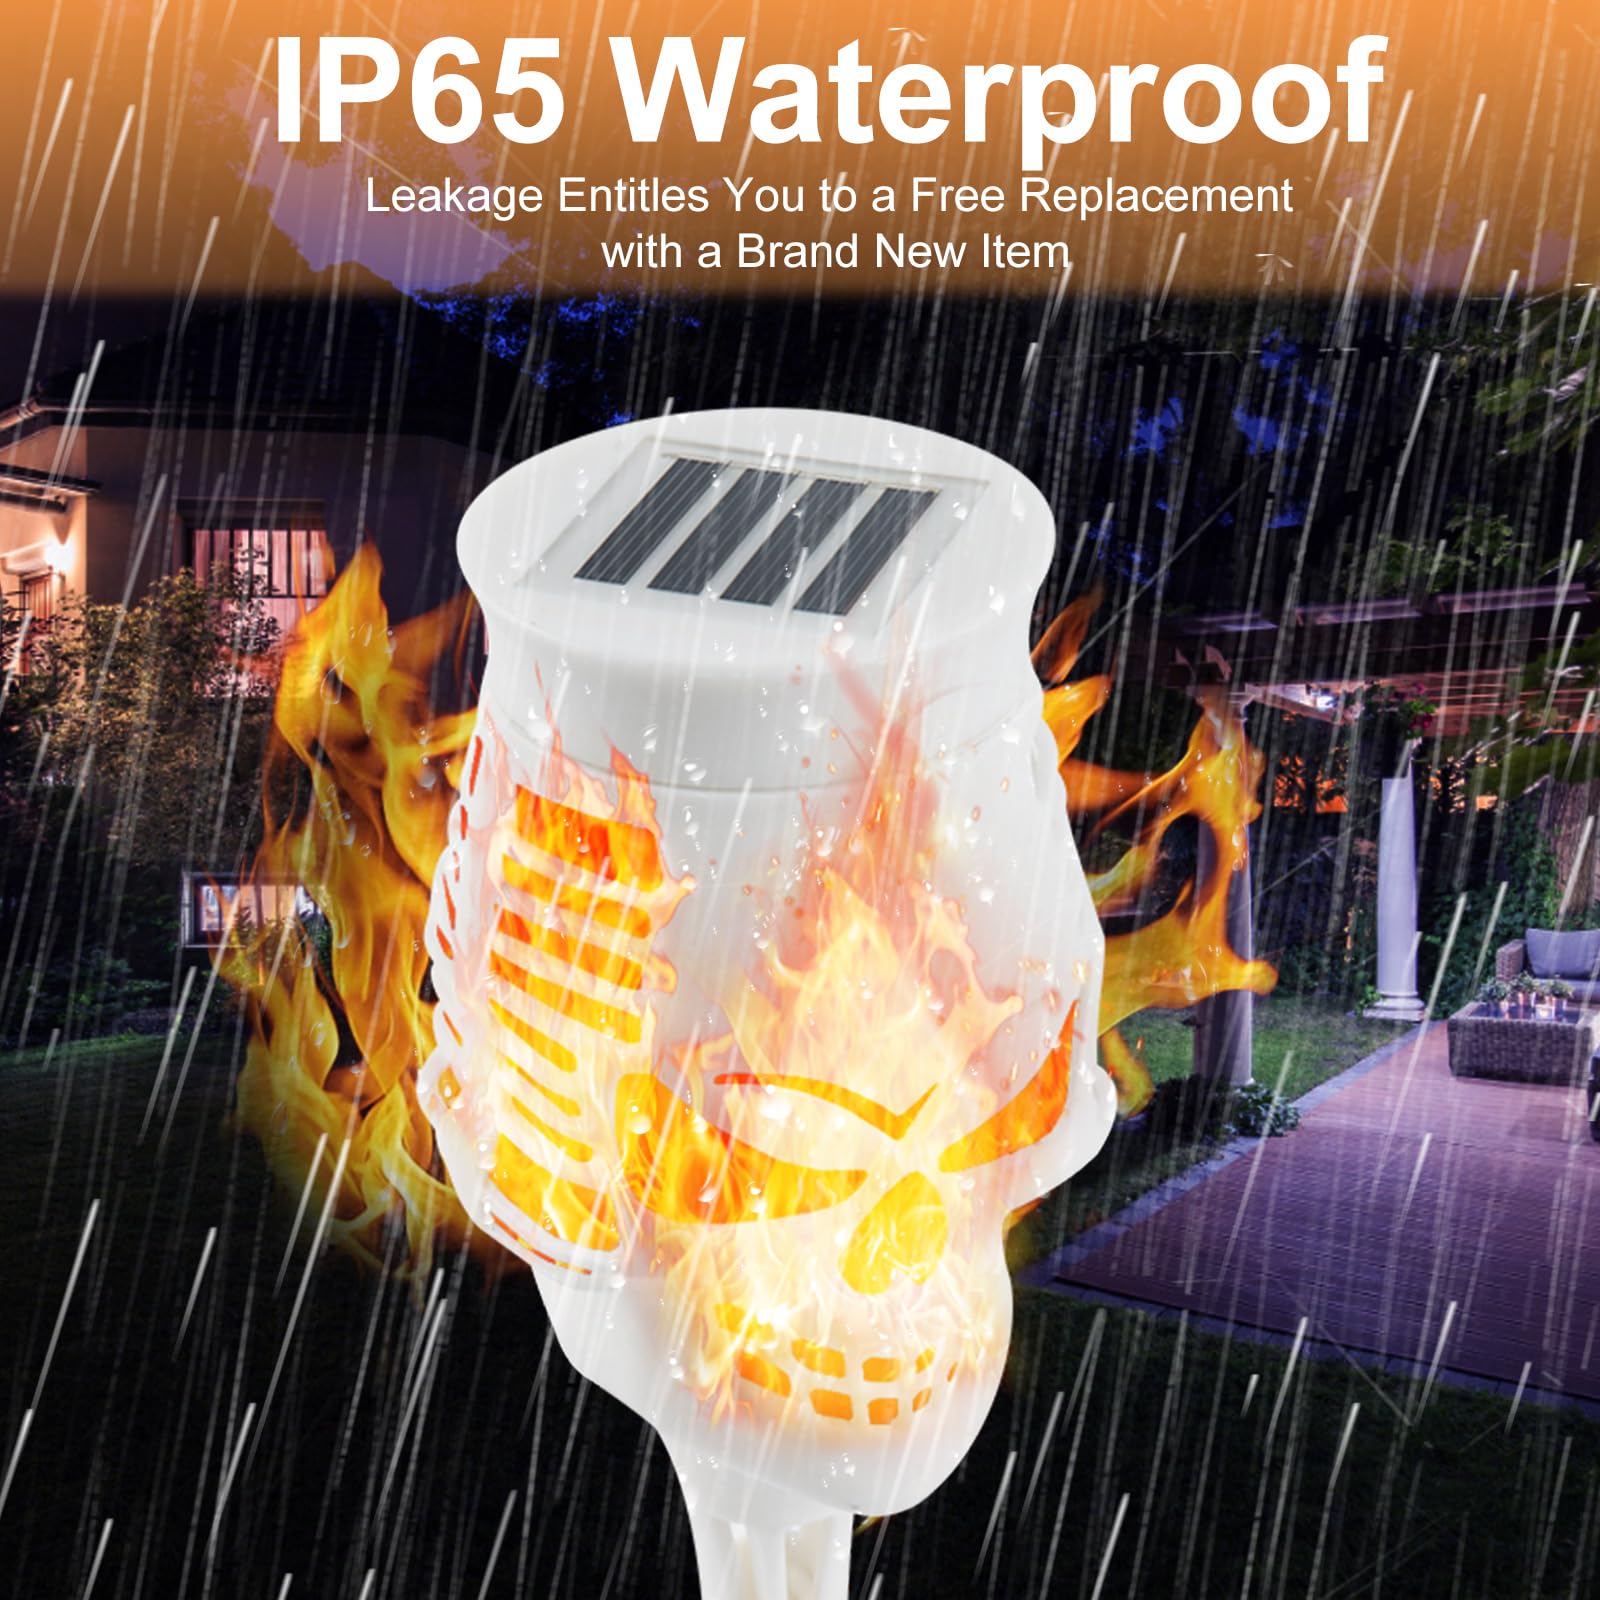 IP65 Waterproof
Leakage Entitles You to a Free Replacement
with a Brand New Item